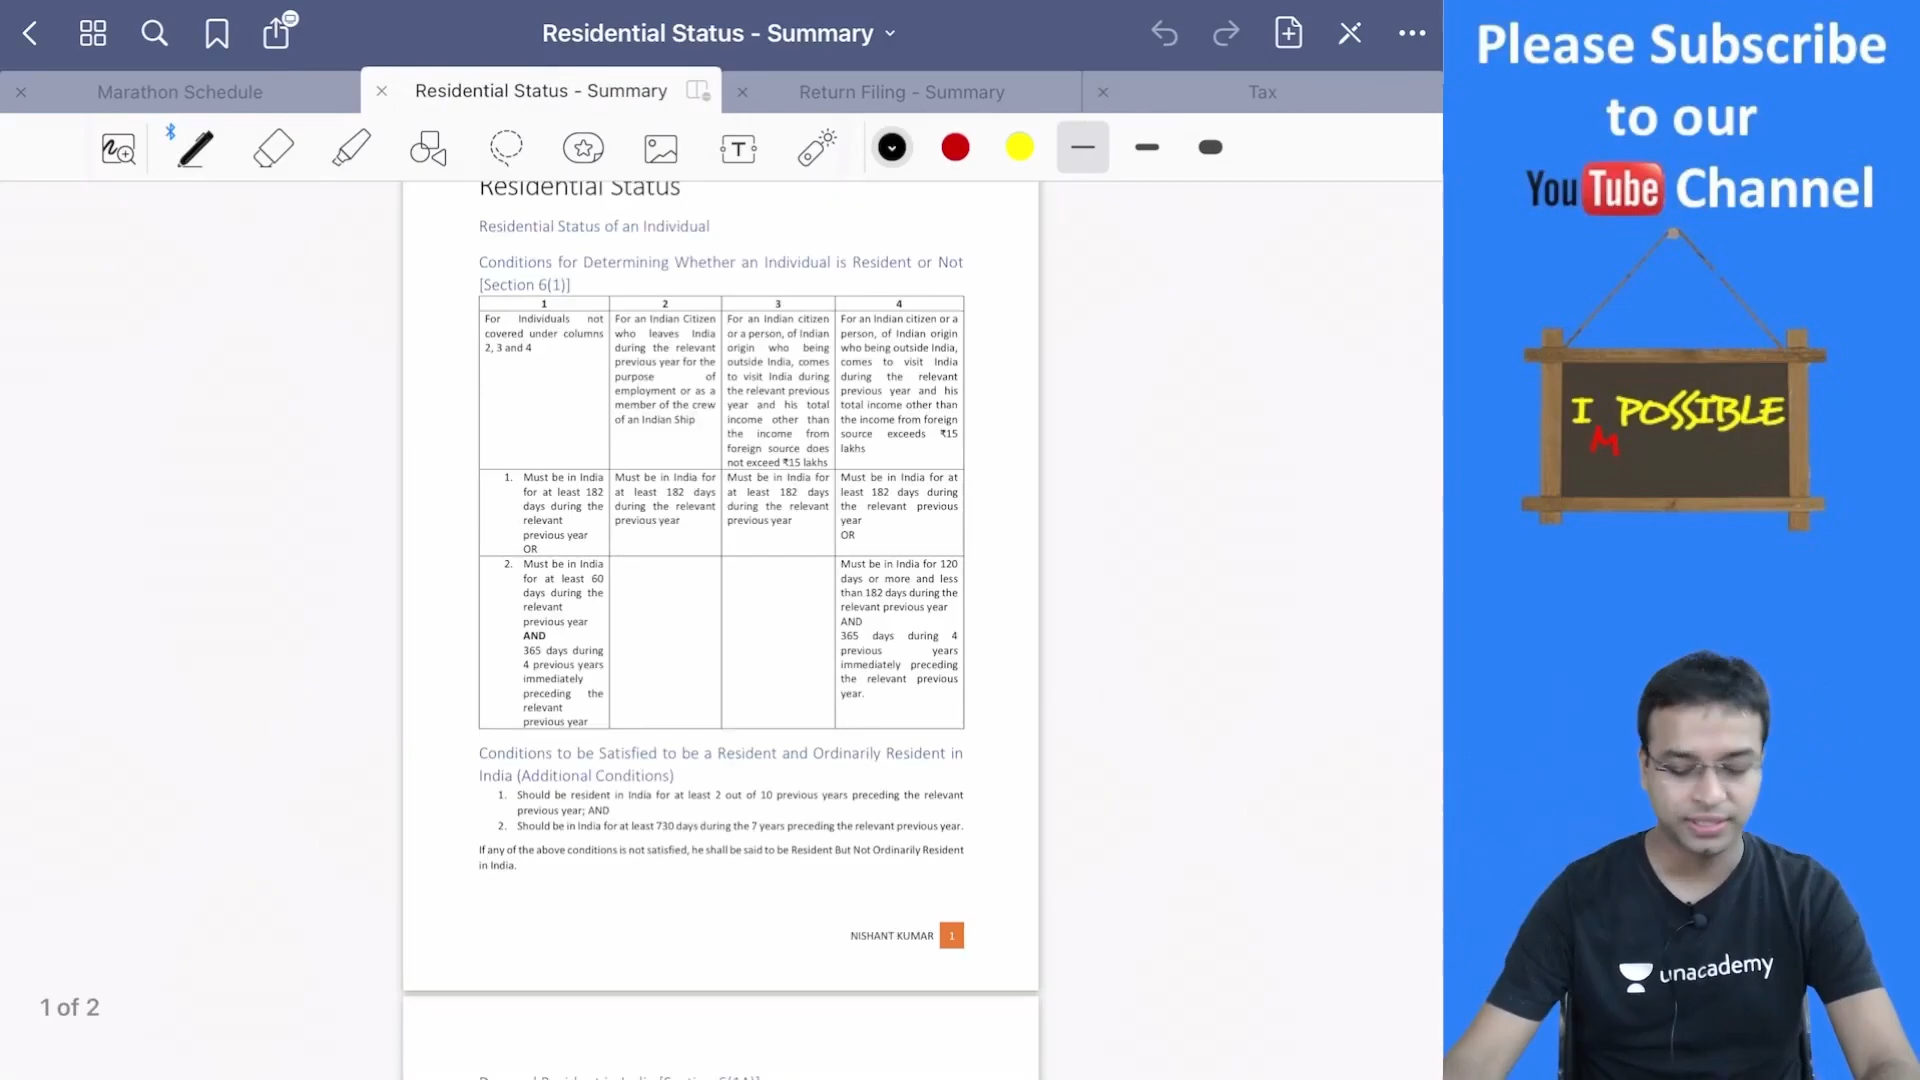 Residential Status - Summary
Marathon Schedule
Residential Status - Summary
Return Filing - Summary
Tax
T
Residential Status
Residential Status of an Individual
Conditions for Determining Whether an Individual is Resident or Not
[Section 6(1)]
1
2
3
4
For Individuals not
covered under columns
2, 3 and 4
For an Indian Citizen
who leaves India
during the relevant
previous year for the
purpose of
employment or as a
member of the crew
of an Indian Ship
For an Indian citizen
or a person, of Indian
origin who being
outside India, comes
to visit India during
the relevant previous
year and his total
income other than
the income from
foreign source does
not exceed ₹15 lakhs
For an Indian citizen or a
person, of Indian origin
who being outside India,
comes to visit India
during the relevant
previous year and his
total income other than
the income from foreign
source exceeds ₹15
lakhs
1. Must be in India
for at least 182
days during the
relevant
previous year
OR
Must be in India for
at least 182 days
during the relevant
previous year
Must be in India for
at least 182 days
during the relevant
previous year
Must be in India for at
least 182 days during
the relevant previous
year
OR
2. Must be in India
for at least 60
days during the
relevant
previous year
AND
365 days during
4 previous years
immediately
preceding the
relevant
previous year
Must be in India for 120
days or more and less
than 182 days during the
relevant previous year
AND
365 days during 4
previous years
immediately preceding
the relevant previous
year.
Conditions to be Satisfied to be a Resident and Ordinarily Resident in
India (Additional Conditions)
1. Should be resident in India for at least 2 out of 10 previous years preceding the relevant
previous year; AND
2. Should be in India for at least 730 days during the 7 years preceding the relevant previous year.
If any of the above conditions is not satisfied, he shall be said to be Resident But Not Ordinarily Resident
in India.
NISHANT KUMAR 1
1 of 2
Please Subscribe
to our
YouTube Channel
I POSSIBLE
M
unacademy